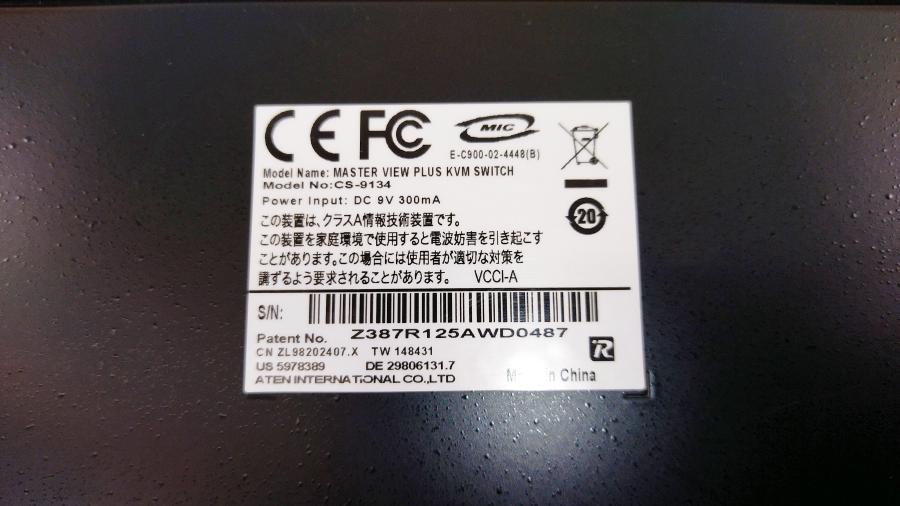 CE FCC MIC
E-C900-02-4448(B)
Model Name: MASTER VIEW PLUS KVM SWITCH
Model No:CS-9134
Power Input: DC 9V 300mA
20
この装置は、クラスA情報技術装置です。
この装置を家庭環境で使用すると電波妨害を引き起こす
ことがあります。この場合には使用者が適切な対策を
講ずるよう要求されることがあります。 VCCI-A
S/N:
Z387R125AWD0487
Patent No.
CN ZL98202407.X TW 148431
US 5978389 DE 29806131.7
ATEN INTERNATIONAL CO.,LTD
R
China